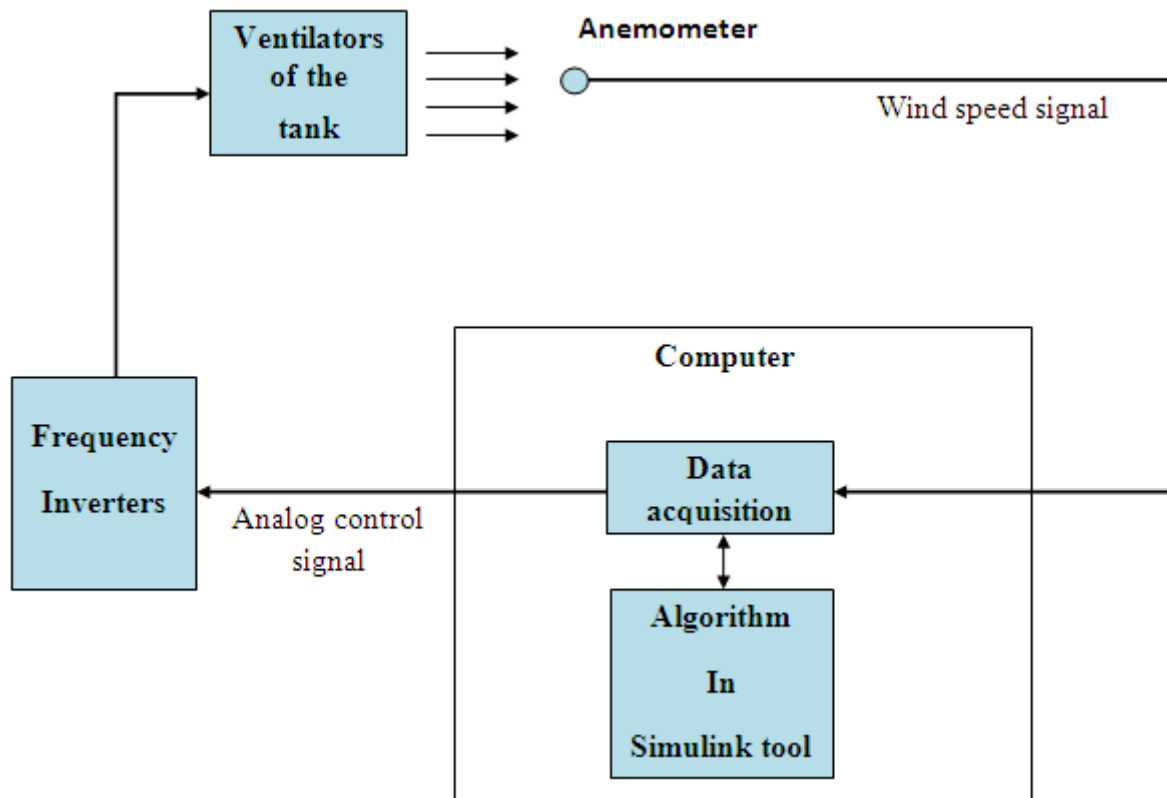 Ventilators
of the
tank
Anemometer
Wind speed signal
Computer
Frequency
Inverters
Data
acquisition
Analog control
signal
Algorithm
In
Simulink tool